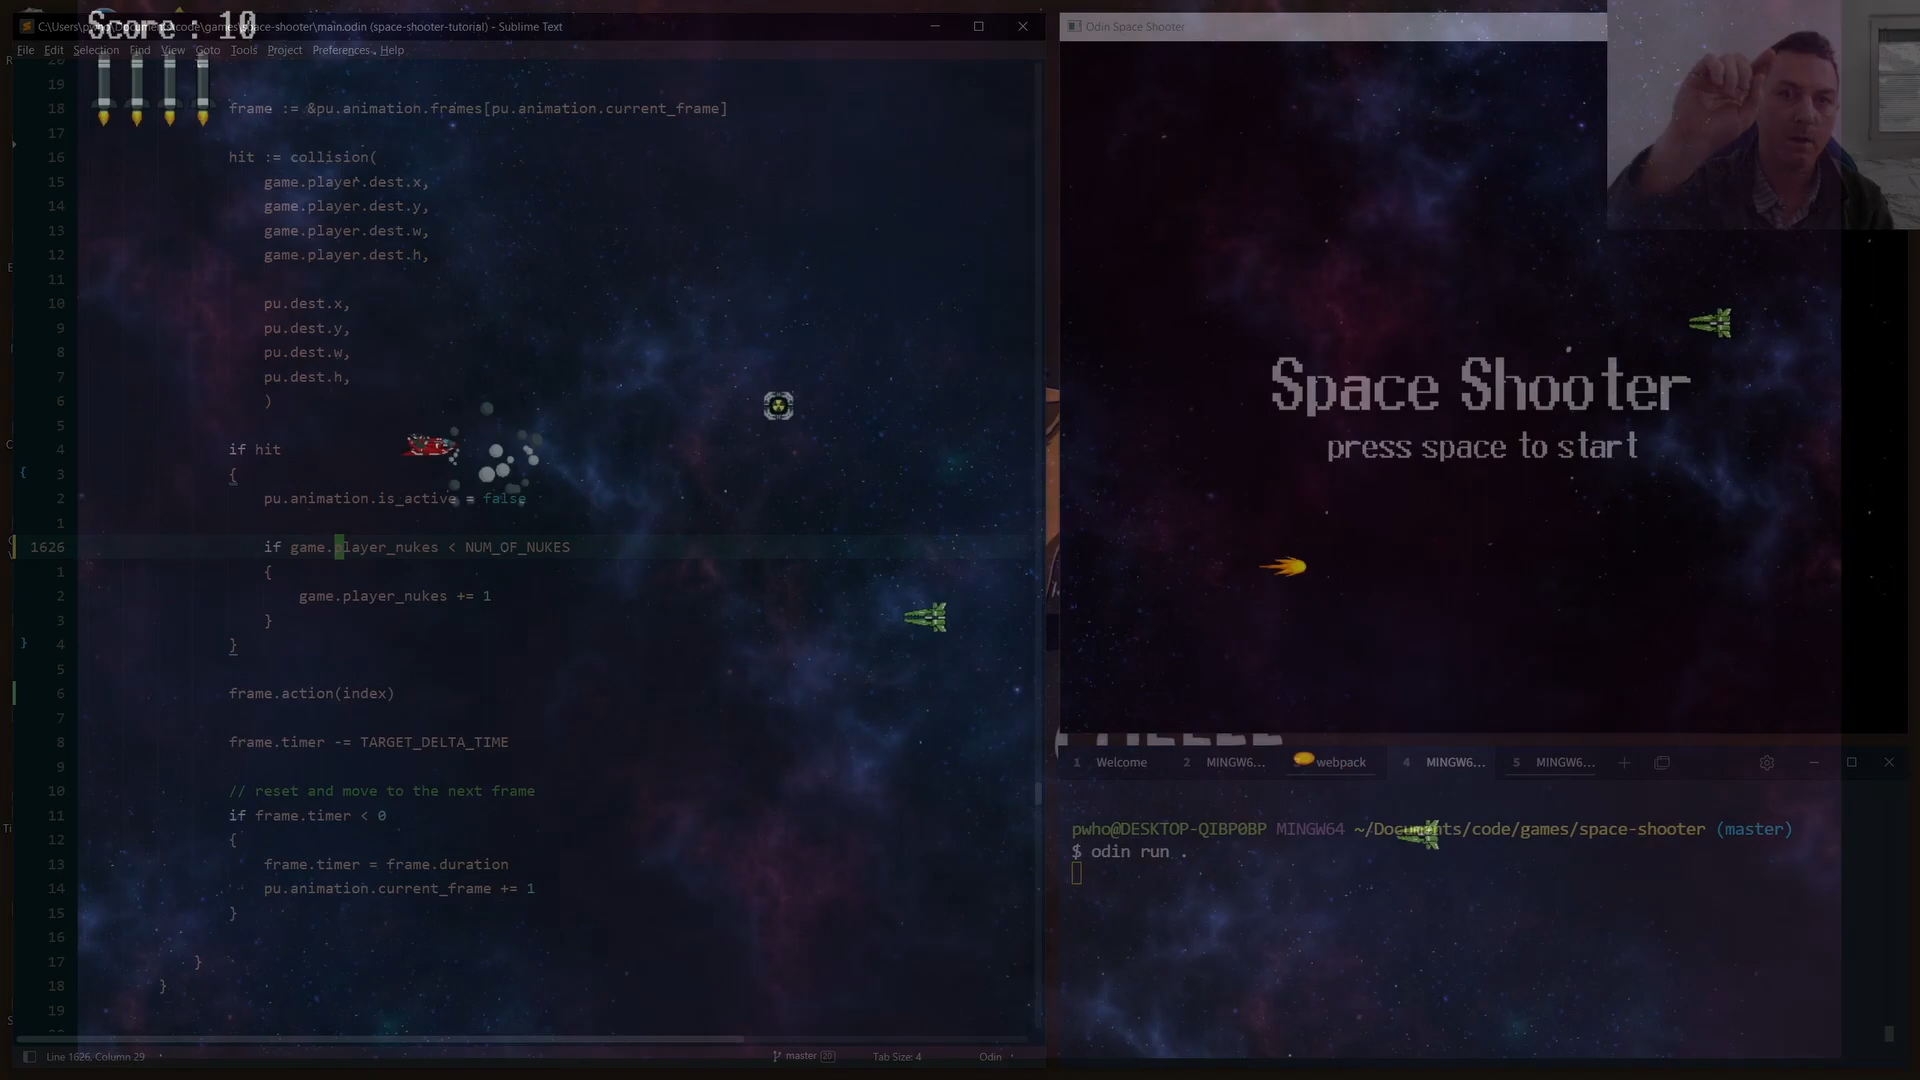 Score : 10
C:\Users\pwho\Documents\code\games\space-shooter\main.odin (space-shooter-tutorial) - Sublime Text
File Edit Selection Find View Goto Tools Project Preferences Help
19
18 frame := &pu.animation.frames[pu.animation.current_frame]
17
16 hit := collision(
15 game.player.dest.x,
14 game.player.dest.y,
13 game.player.dest.w,
12 game.player.dest.h,
11
10 pu.dest.x,
9 pu.dest.y,
8 pu.dest.w,
7 pu.dest.h,
6 )
5
4 if hit
3 {
2 pu.animation.is_active = false
1
1626 if game.player_nukes < NUM_OF_NUKES
1 {
2 game.player_nukes += 1
3 }
4 }
5
6 frame.action(index)
7
8 frame.timer -= TARGET_DELTA_TIME
9
10 // reset and move to the next frame
11 if frame.timer < 0
12 {
13 frame.timer = frame.duration
14 pu.animation.current_frame += 1
15 }
16
17 }
18 }
19
Line 1626, Column 29
master 20
Tab Size: 4
Odin
Odin Space Shooter
Space Shooter
press space to start
1 Welcome 2 MINGW6... webpack 4 MINGW6... 5 MINGW6...
pwho@DESKTOP-QIBP0BP MINGW64 ~/Documents/code/games/space-shooter (master)
$ odin run .